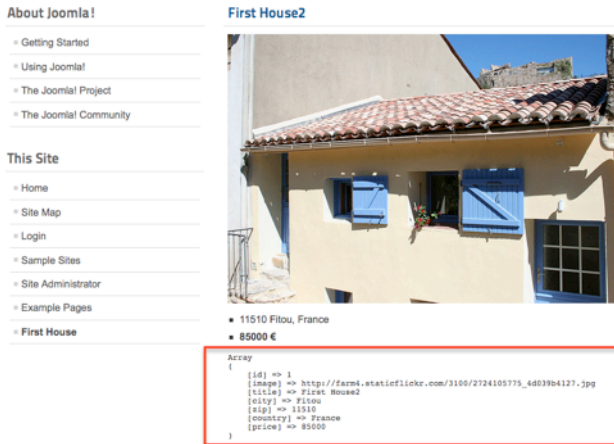 About Joomla!
Getting Started
Using Joomla!
The Joomla! Project
The Joomla! Community
This Site
Home
Site Map
Login
Sample Sites
Site Administrator
Example Pages
First House
First House2
11510 Fitou, France
85000 €
Array
(
[id] => 1
[image] => http://farm4.staticflickr.com/3100/2724105775_4d039b4127.jpg
[title] => First House2
[city] => Fitou
[zip] => 11510
[country] => France
[price] => 85000
)